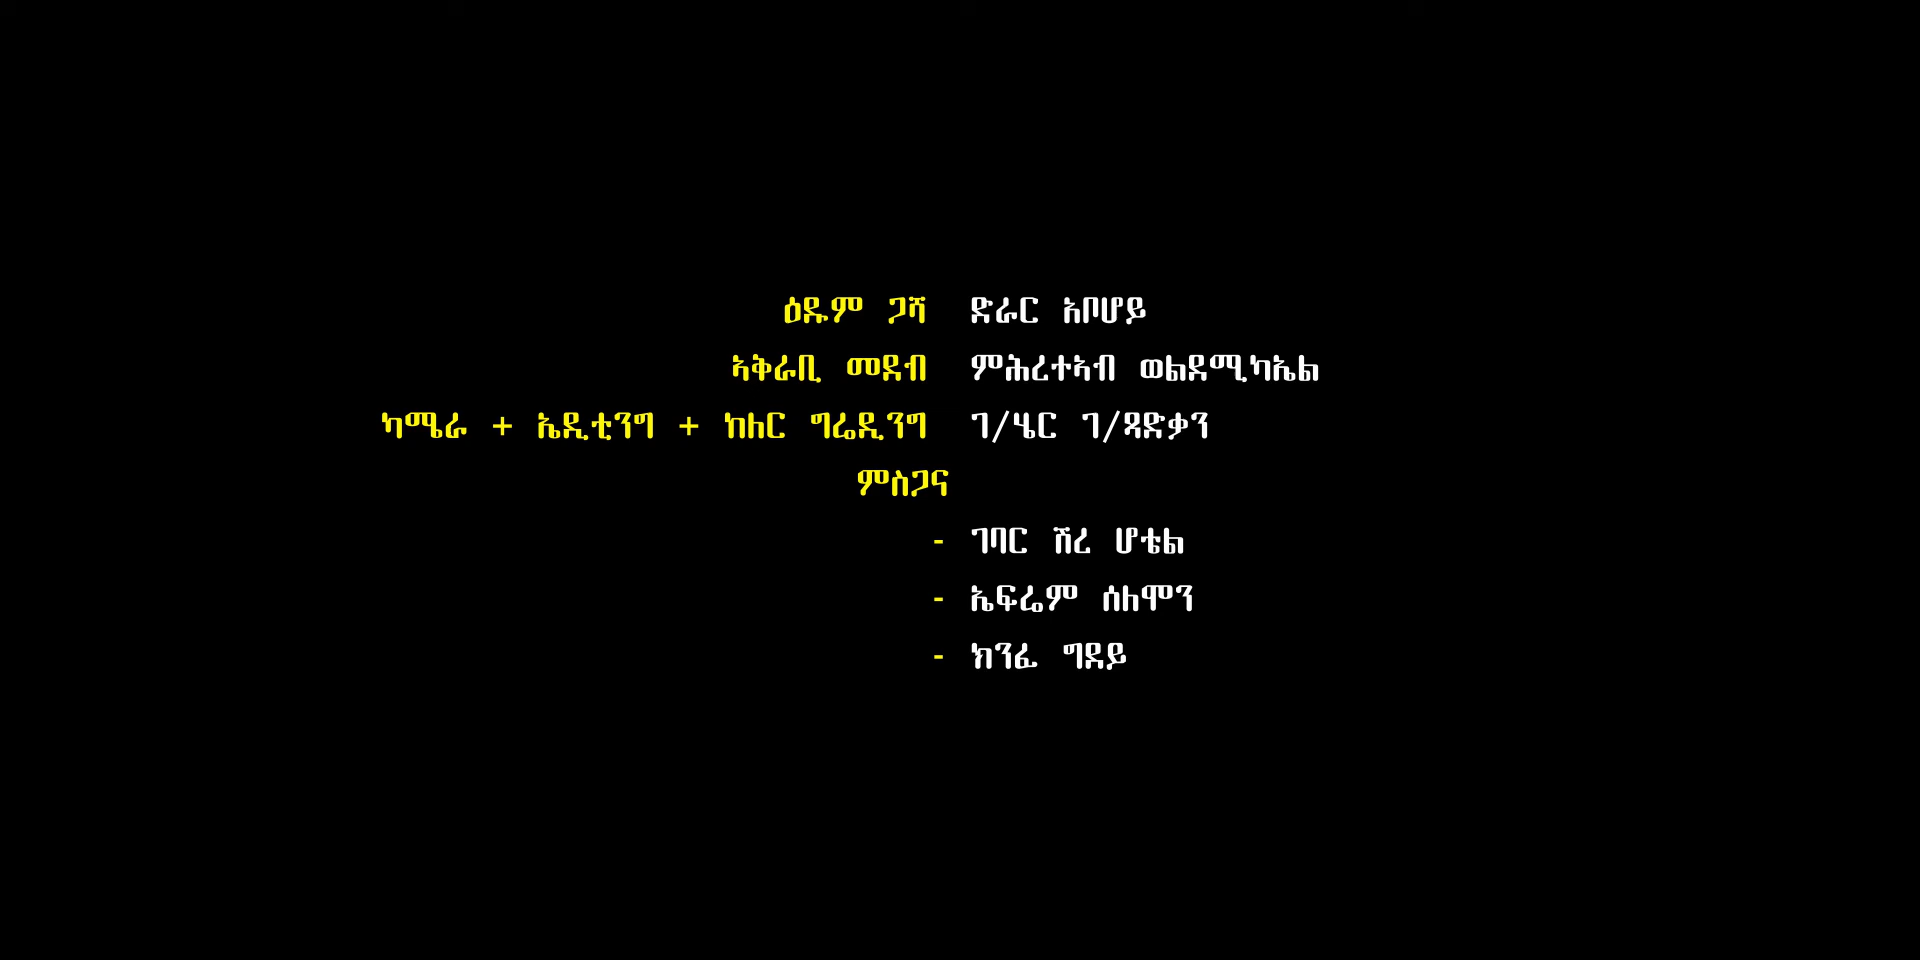 ዕዱም ጋሻ ድራር አቦሆይ
ኣቅራቢ መደብ ምሕረተኣብ ወልደሚካኤል
ካሜራ + ኤዲቲንግ + ከለር ግሬዲንግ ገ/ሄር ገ/ጻድቃን
ምስጋና
- ገባር ሽረ ሆቴል
- ኤፍሬም ሰለሞን
- ክንፈ ግደይ